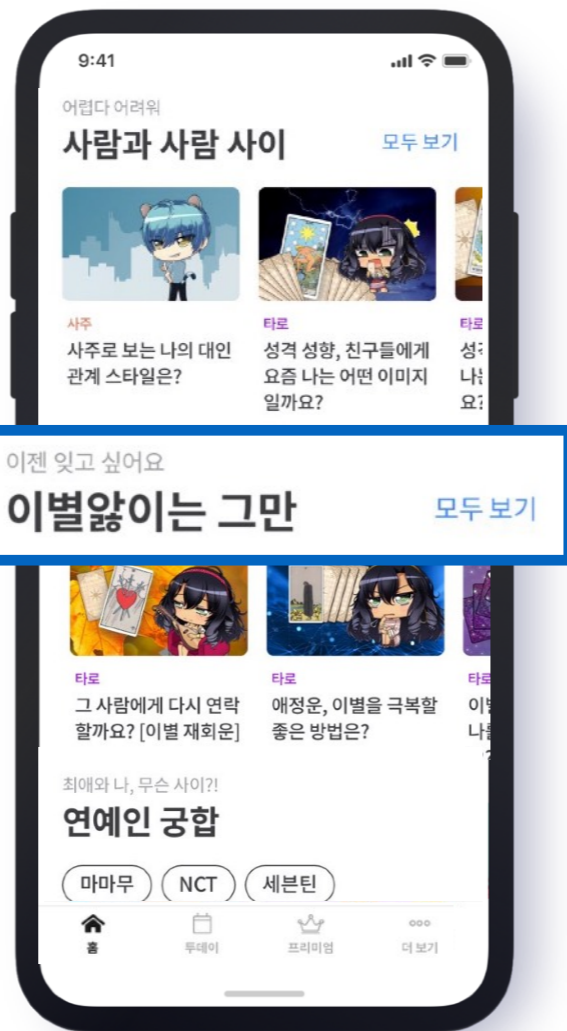 9:41
어렵다 어려워
사람과 사람 사이
모두 보기
사주
사주로 보는 나의 대인
관계 스타일은?
타로
성격 성향, 친구들에게
요즘 나는 어떤 이미지
일까요?
타로
요?
이젠 잊고 싶어요
이별앓이는 그만
모두 보기
타로
그 사람에게 다시 연락
할까요? [이별 재회운]
타로
애정운, 이별을 극복할
좋은 방법은?
타로
최애와 나, 무슨 사이?!
연예인 궁합
마마무
NCT
세븐틴
홈
투데이
프리미엄
더 보기